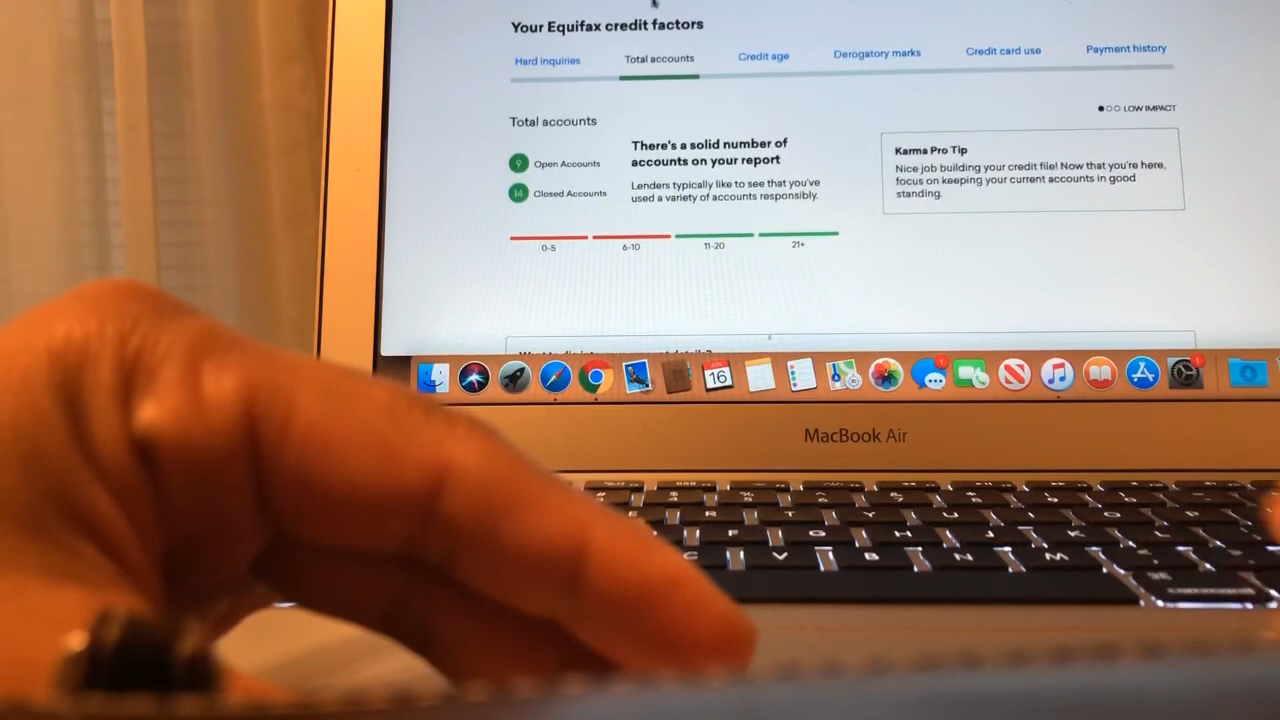 Your Equifax credit factors
Hard inquiries Total accounts Credit age Derogatory marks Credit card use Payment history
LOW IMPACT
Total accounts
9 Open Accounts
14 Closed Accounts
There's a solid number of
accounts on your report
Lenders typically like to see that you've
used a variety of accounts responsibly.
Karma Pro Tip
Nice job building your credit file! Now that you're here,
focus on keeping your current accounts in good
standing.
0-5 6-10 11-20 21+
16 1 1
MacBook Air
E R T Y U I O P
F G H J K L
C V B N M